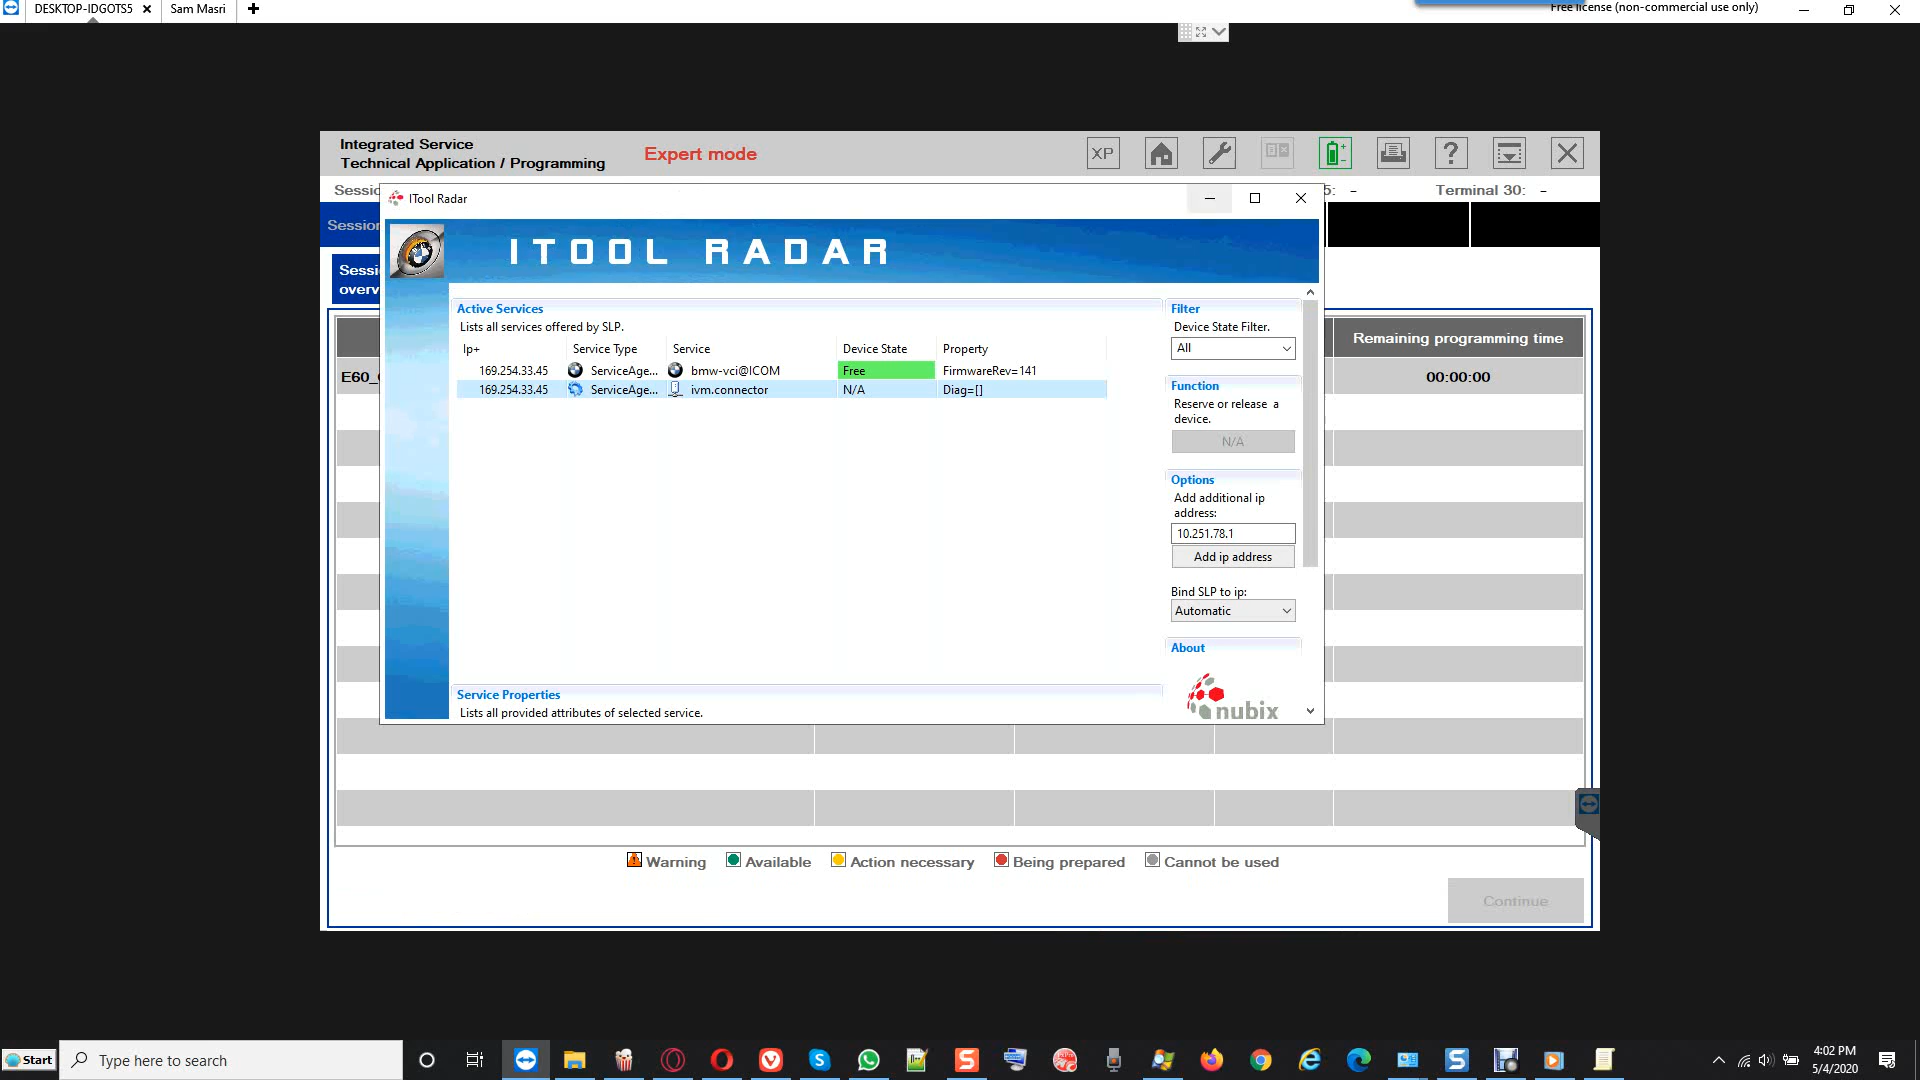 DESKTOP-IDGOTS5
Sam Masri
Free license (non-commercial use only)
Integrated Service
Technical Application / Programming
Expert mode
XP
Terminal 30: -
ITool Radar
5: -
ITOOL RADAR
Active Services
Lists all services offered by SLP.
Ip+ Service Type Service Device State Property
169.254.33.45 ServiceAge... bmw-vci@ICOM Free FirmwareRev=141
169.254.33.45 ServiceAge... ivm.connector N/A Diag=[]
Filter
Device State Filter.
All
Function
Reserve or release a
device.
N/A
Options
Add additional ip
address:
10.251.78.1
Add ip address
Bind SLP to ip:
Automatic
About
nubix
Service Properties
Lists all provided attributes of selected service.
Remaining programming time
00:00:00
Warning Available Action necessary Being prepared Cannot be used
Continue
Start
Type here to search
4:02 PM
5/4/2020